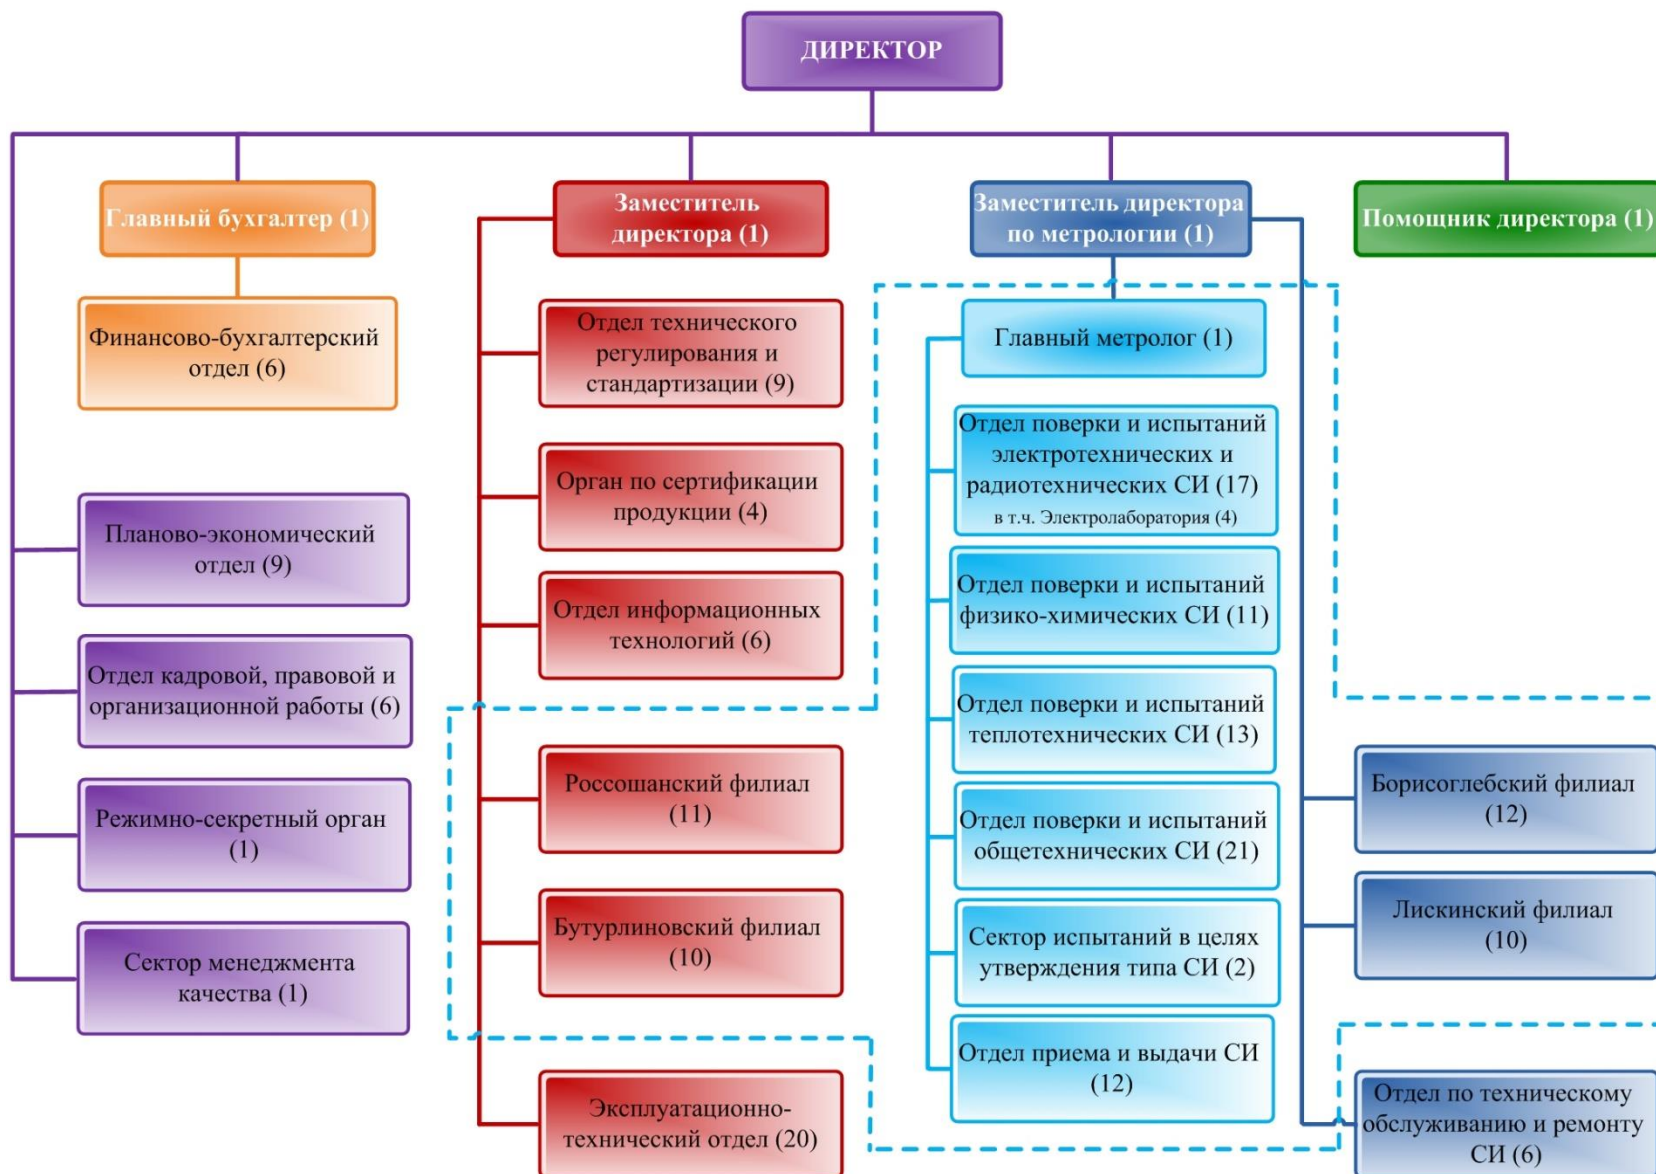 ДИРЕКТОР
Главный бухгалтер (1)
Финансово-бухгалтерский
отдел (6)
Планово-экономический
отдел (9)
Отдел кадровой, правовой и
организационной работы (6)
Режимно-секретный орган
(1)
Сектор менеджмента
качества (1)
Заместитель
директора (1)
Отдел технического
регулирования и
стандартизации (9)
Орган по сертификации
продукции (4)
Отдел информационных
технологий (6)
Россошанский филиал
(11)
Бутурлиновский филиал
(10)
Эксплуатационно-
технический отдел (20)
Заместитель директора
по метрологии (1)
Главный метролог (1)
Отдел поверки и испытаний
электротехнических и
радиотехнических СИ (17)
в т.ч. Электролаборатория (4)
Отдел поверки и испытаний
физико-химических СИ (11)
Отдел поверки и испытаний
теплотехнических СИ (13)
Отдел поверки и испытаний
общетехнических СИ (21)
Сектор испытаний в целях
утверждения типа СИ (2)
Отдел приема и выдачи СИ
(12)
Помощник директора (1)
Борисоглебский филиал
(12)
Лискинский филиал
(10)
Отдел по техническому
обслуживанию и ремонту
СИ (6)